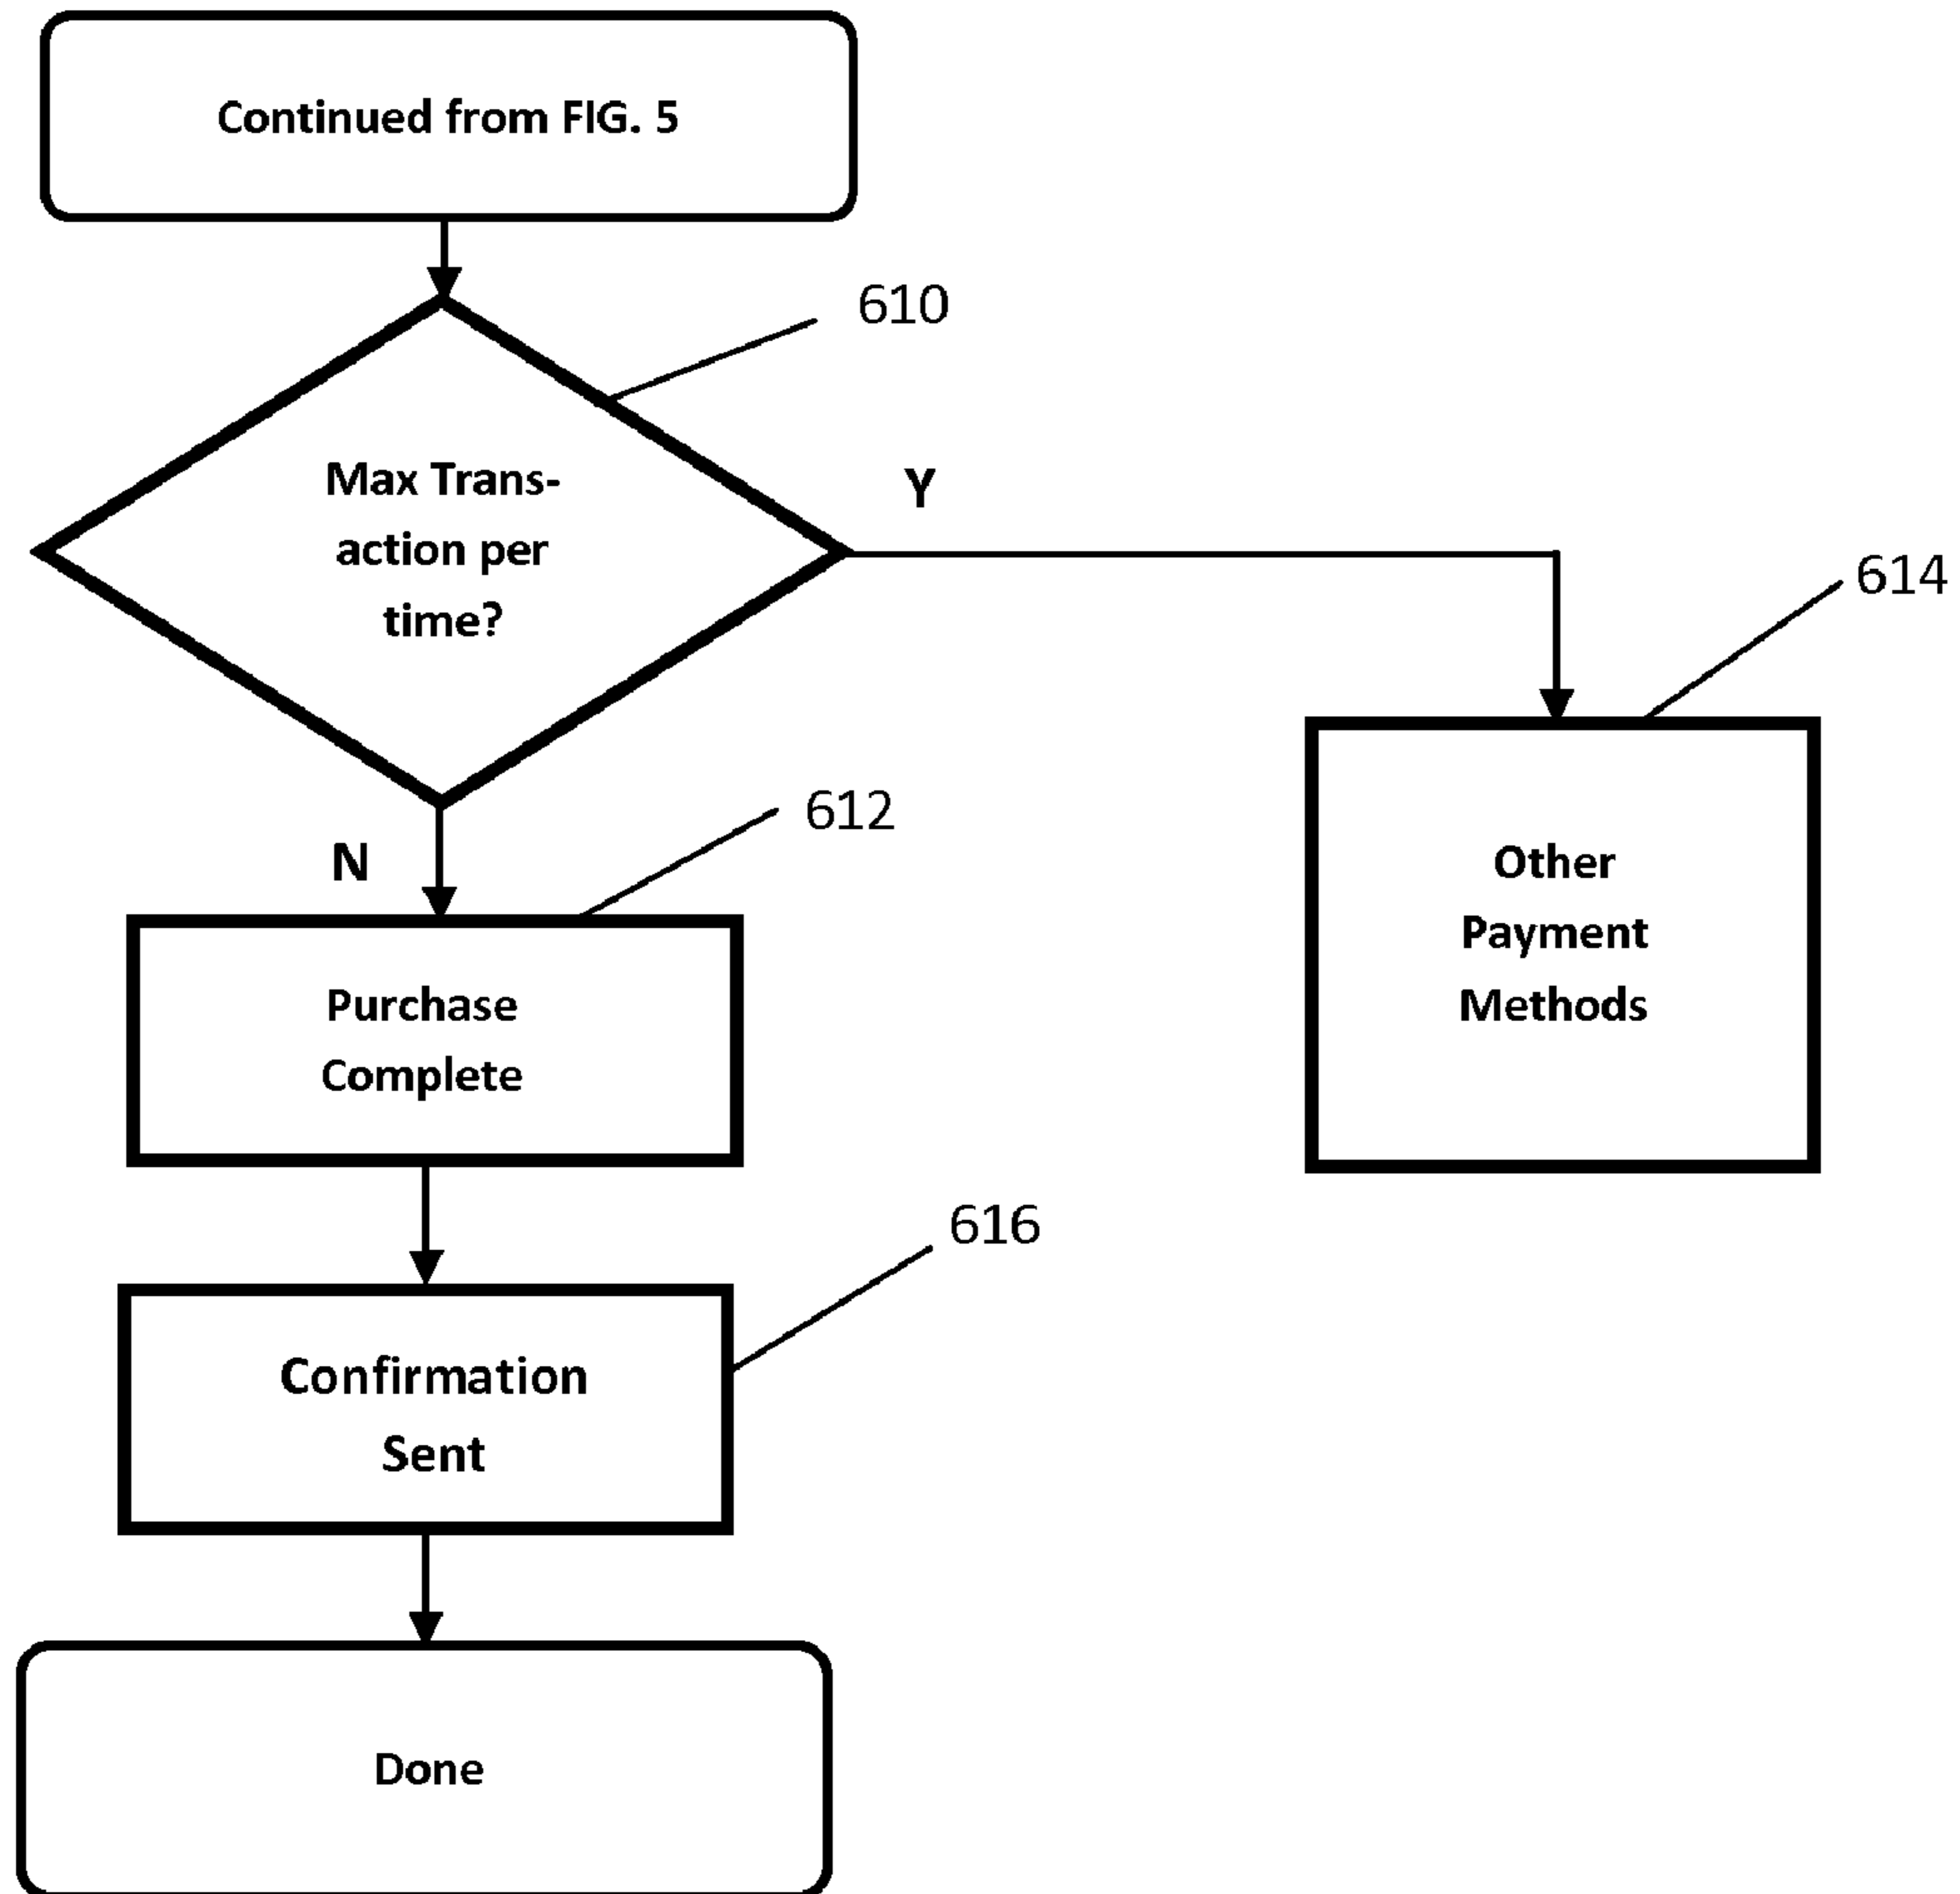 Continued from FIG. 5
610
Max Trans-
action per
time?
Y
614
612
N
Other
Payment
Methods
Purchase
Complete
616
Confirmation
Sent
Done